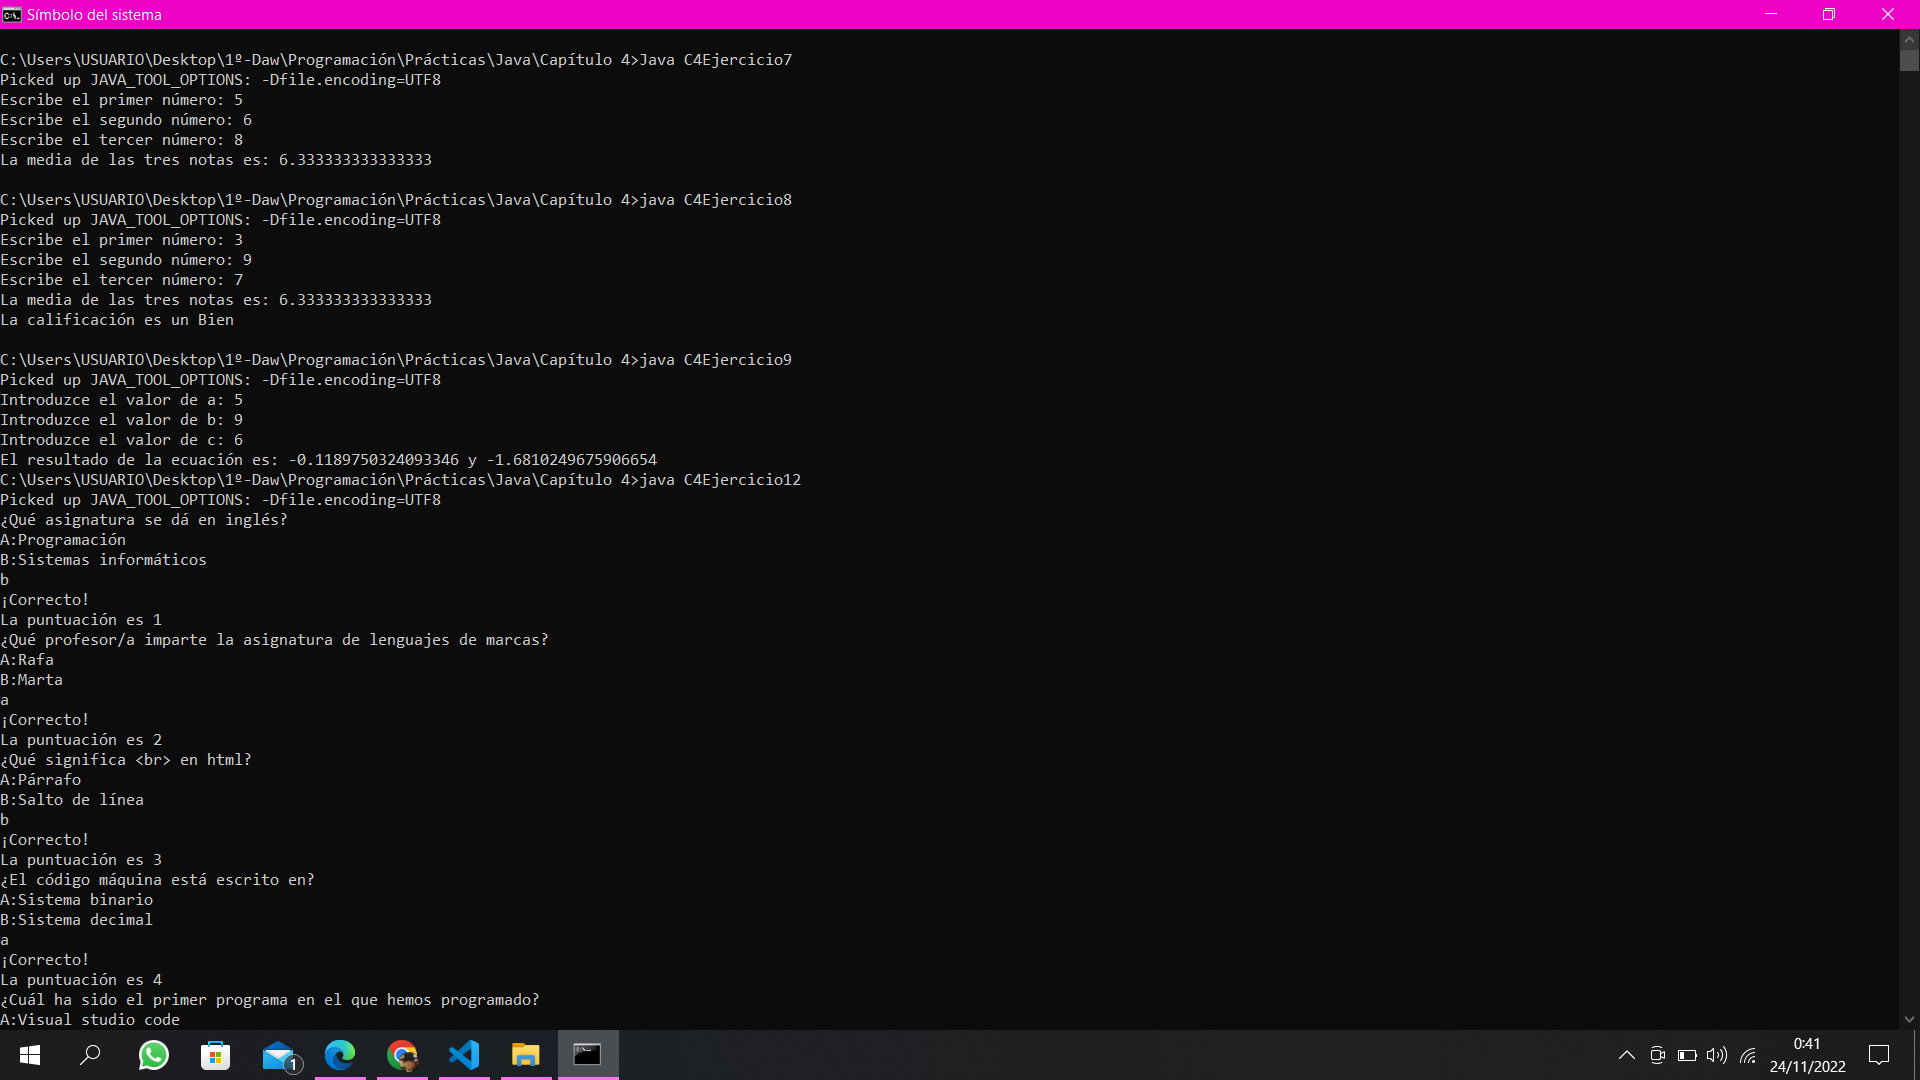 Símbolo del sistema
C:\Users\USUARIO\Desktop\1º-Daw\Programación\Prácticas\Java\Capítulo 4>Java C4Ejercicio7
Picked up JAVA_TOOL_OPTIONS: -Dfile.encoding=UTF8
Escribe el primer número: 5
Escribe el segundo número: 6
Escribe el tercer número: 8
La media de las tres notas es: 6.333333333333333
C:\Users\USUARIO\Desktop\1º-Daw\Programación\Prácticas\Java\Capítulo 4>java C4Ejercicio8
Picked up JAVA_TOOL_OPTIONS: -Dfile.encoding=UTF8
Escribe el primer número: 3
Escribe el segundo número: 9
Escribe el tercer número: 7
La media de las tres notas es: 6.333333333333333
La calificación es un Bien
C:\Users\USUARIO\Desktop\1º-Daw\Programación\Prácticas\Java\Capítulo 4>java C4Ejercicio9
Picked up JAVA_TOOL_OPTIONS: -Dfile.encoding=UTF8
Introduzce el valor de a: 5
Introduzce el valor de b: 9
Introduzce el valor de c: 6
El resultado de la ecuación es: -0.1189750324093346 y -1.6810249675906654
C:\Users\USUARIO\Desktop\1º-Daw\Programación\Prácticas\Java\Capítulo 4>java C4Ejercicio12
Picked up JAVA_TOOL_OPTIONS: -Dfile.encoding=UTF8
¿Qué asignatura se dá en inglés?
A:Programación
B:Sistemas informáticos
b
¡Correcto!
La puntuación es 1
¿Qué profesor/a imparte la asignatura de lenguajes de marcas?
A:Rafa
B:Marta
a
¡Correcto!
La puntuación es 2
¿Qué significa <br> en html?
A:Párrafo
B:Salto de línea
b
¡Correcto!
La puntuación es 3
¿El código máquina está escrito en?
A:Sistema binario
B:Sistema decimal
a
¡Correcto!
La puntuación es 4
¿Cuál ha sido el primer programa en el que hemos programado?
A:Visual studio code
1
0:41
24/11/2022